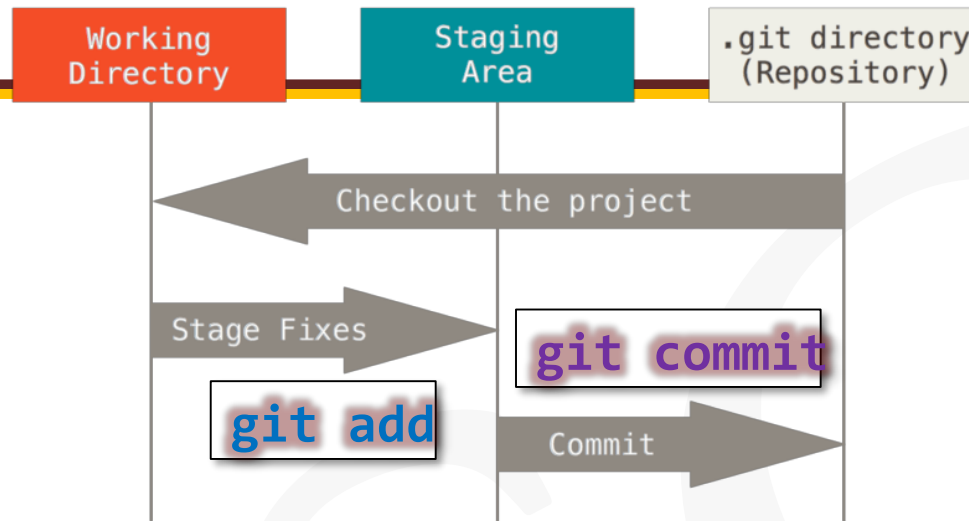 Working
Directory
Staging
Area
.git directory
(Repository)
Checkout the project
Stage Fixes
git commit
git add
Commit